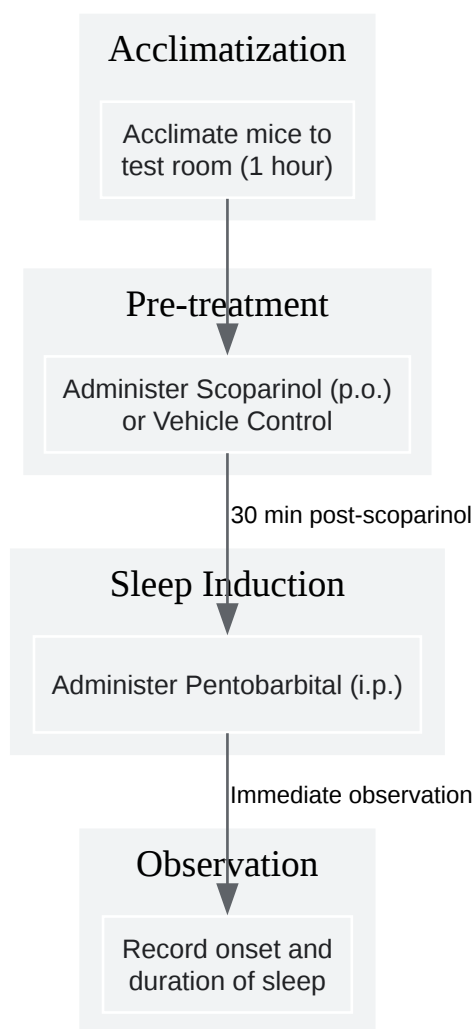 Acclimatization
Acclimate mice to
test room (1 hour)
Pre-treatment
Administer Scoparinol (p.o.)
or Vehicle Control
30 min post-scoparinol
Sleep Induction
Administer Pentobarbital (i.p.)
Immediate observation
Observation
Record onset and
duration of sleep